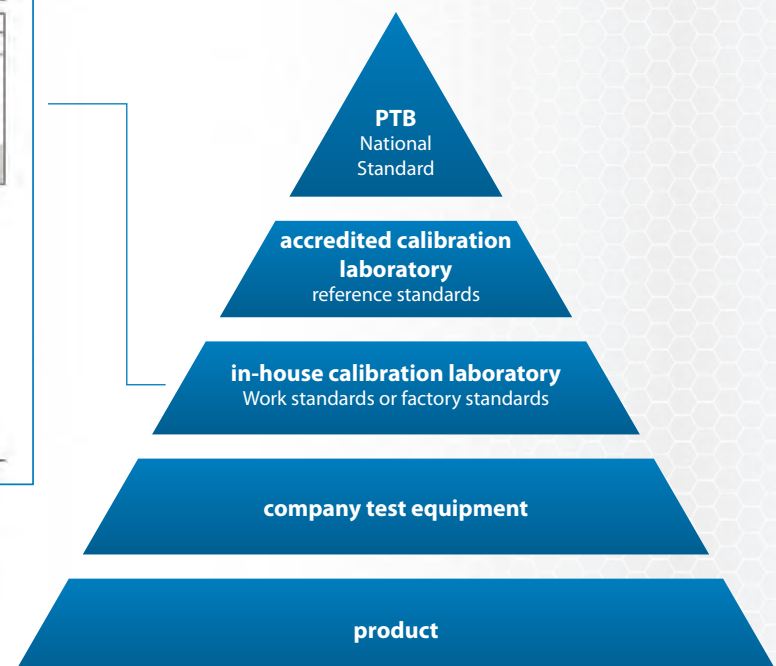 PTB
National
Standard
accredited calibration
laboratory
reference standards
in-house calibration laboratory
Work standards or factory standards
company test equipment
product